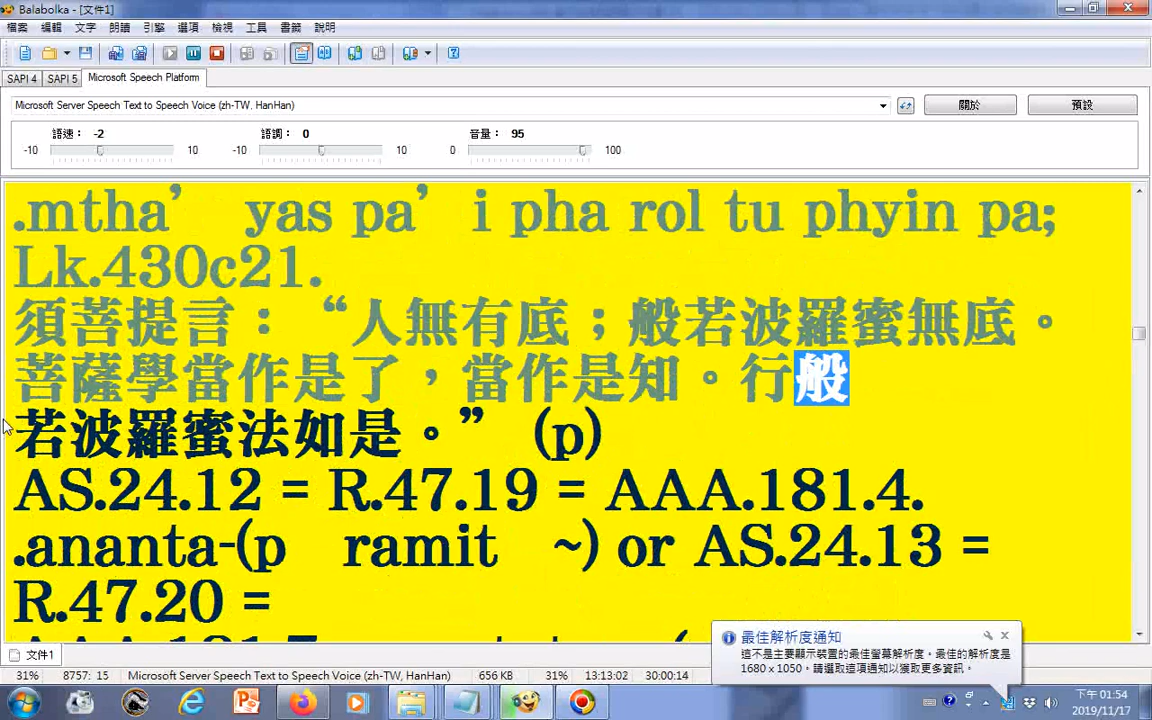 Balabolka - [文件1]
檔案 編輯 文字 朗讀 引擎 選項 檢視 工具 書籤 說明
SAPI 4 SAPI 5 Microsoft Speech Platform
Microsoft Server Speech Text to Speech Voice (zh-TW, HanHan) 關於 預設
語速： -2 語調： 0 音量： 95
-10 10 -10 10 0 100
.mtha’ yas pa’ i pha rol tu phyin pa;
Lk.430c21.
須菩提言：“人無有底；般若波羅蜜無底。
菩薩學當作是了，當作是知。行般
若波羅蜜法如是。” (p)
AS.24.12 = R.47.19 = AAA.181.4.
.ananta-(p ramit ~) or AS.24.13 =
R.47.20 =
文件1
最佳解析度通知
這不是主要顯示裝置的最佳螢幕解析度。最佳的解析度是
1680 x 1050。請選取這項通知以獲取更多資訊。
31% 8757: 15 Microsoft Server Speech Text to Speech Voice (zh-TW, HanHan) 656 KB 31% 13:13:02 30:00:14
下午 01:54
2019/11/17